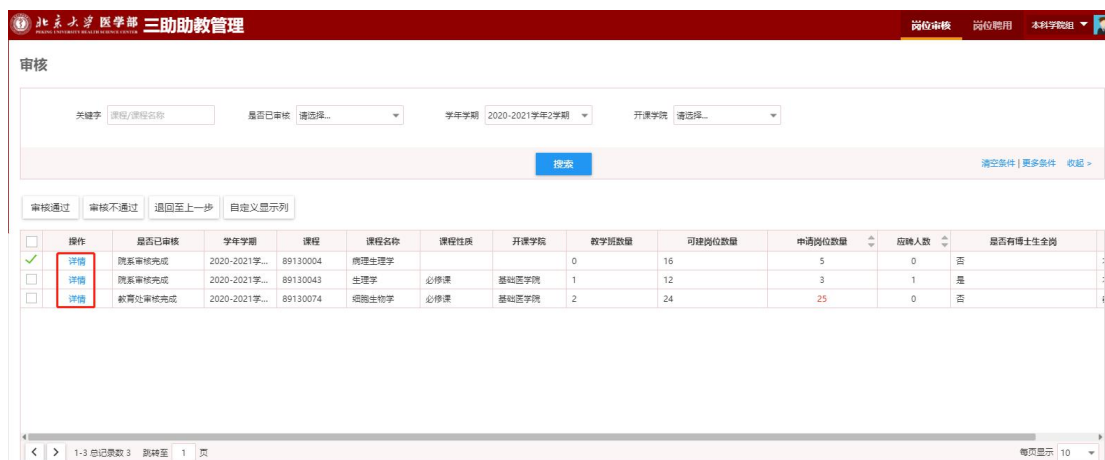 北京大学 医学部 三助助教管理 岗位审核 岗位聘用 本科学院组
PEKING UNIVERSITY HEALTH SCIENCE CENTER
审核
关键字 课程/课程名称 是否已审核 请选择... 学年学期 2020-2021学年2学期 开课学院 请选择...
搜索 清空条件 | 更多条件 收起 »
审核通过 审核不通过 退回至上一步 自定义显示列
操作 是否已审核 学年学期 课程 课程名称 课程性质 开课学院 教学班数量 可建岗位数量 申请岗位数量 应聘人数 是否有博士生全岗
详情 院系审核完成 2020-2021学... 89130004 病理生理学 0 16 5 0 否
详情 院系审核完成 2020-2021学... 89130043 生理学 必修课 基础医学院 1 12 3 1 是
详情 教育处审核完成 2020-2021学... 89130074 细胞生物学 必修课 基础医学院 2 24 25 0 否
1-3 总记录数 3 跳转至 1 页 每页显示 10